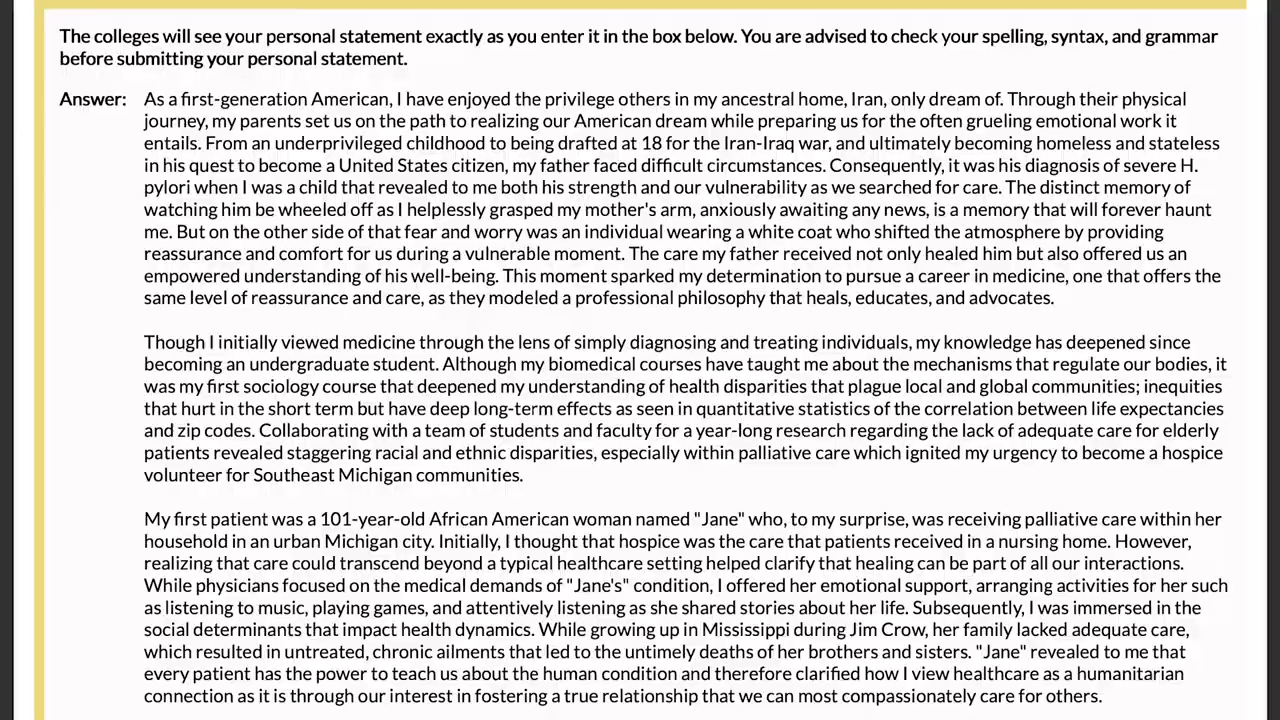 The colleges will see your personal statement exactly as you enter it in the box below. You are advised to check your spelling, syntax, and grammar
before submitting your personal statement.
Answer: As a first-generation American, I have enjoyed the privilege others in my ancestral home, Iran, only dream of. Through their physical
journey, my parents set us on the path to realizing our American dream while preparing us for the often grueling emotional work it
entails. From an underprivileged childhood to being drafted at 18 for the Iran-Iraq war, and ultimately becoming homeless and stateless
in his quest to become a United States citizen, my father faced difficult circumstances. Consequently, it was his diagnosis of severe H.
pylori when I was a child that revealed to me both his strength and our vulnerability as we searched for care. The distinct memory of
watching him be wheeled off as I helplessly grasped my mother's arm, anxiously awaiting any news, is a memory that will forever haunt
me. But on the other side of that fear and worry was an individual wearing a white coat who shifted the atmosphere by providing
reassurance and comfort for us during a vulnerable moment. The care my father received not only healed him but also offered us an
empowered understanding of his well-being. This moment sparked my determination to pursue a career in medicine, one that offers the
same level of reassurance and care, as they modeled a professional philosophy that heals, educates, and advocates.
Though I initially viewed medicine through the lens of simply diagnosing and treating individuals, my knowledge has deepened since
becoming an undergraduate student. Although my biomedical courses have taught me about the mechanisms that regulate our bodies, it
was my first sociology course that deepened my understanding of health disparities that plague local and global communities; inequities
that hurt in the short term but have deep long-term effects as seen in quantitative statistics of the correlation between life expectancies
and zip codes. Collaborating with a team of students and faculty for a year-long research regarding the lack of adequate care for elderly
patients revealed staggering racial and ethnic disparities, especially within palliative care which ignited my urgency to become a hospice
volunteer for Southeast Michigan communities.
My first patient was a 101-year-old African American woman named "Jane" who, to my surprise, was receiving palliative care within her
household in an urban Michigan city. Initially, I thought that hospice was the care that patients received in a nursing home. However,
realizing that care could transcend beyond a typical healthcare setting helped clarify that healing can be part of all our interactions.
While physicians focused on the medical demands of "Jane's" condition, I offered her emotional support, arranging activities for her such
as listening to music, playing games, and attentively listening as she shared stories about her life. Subsequently, I was immersed in the
social determinants that impact health dynamics. While growing up in Mississippi during Jim Crow, her family lacked adequate care,
which resulted in untreated, chronic ailments that led to the untimely deaths of her brothers and sisters. "Jane" revealed to me that
every patient has the power to teach us about the human condition and therefore clarified how I view healthcare as a humanitarian
connection as it is through our interest in fostering a true relationship that we can most compassionately care for others.